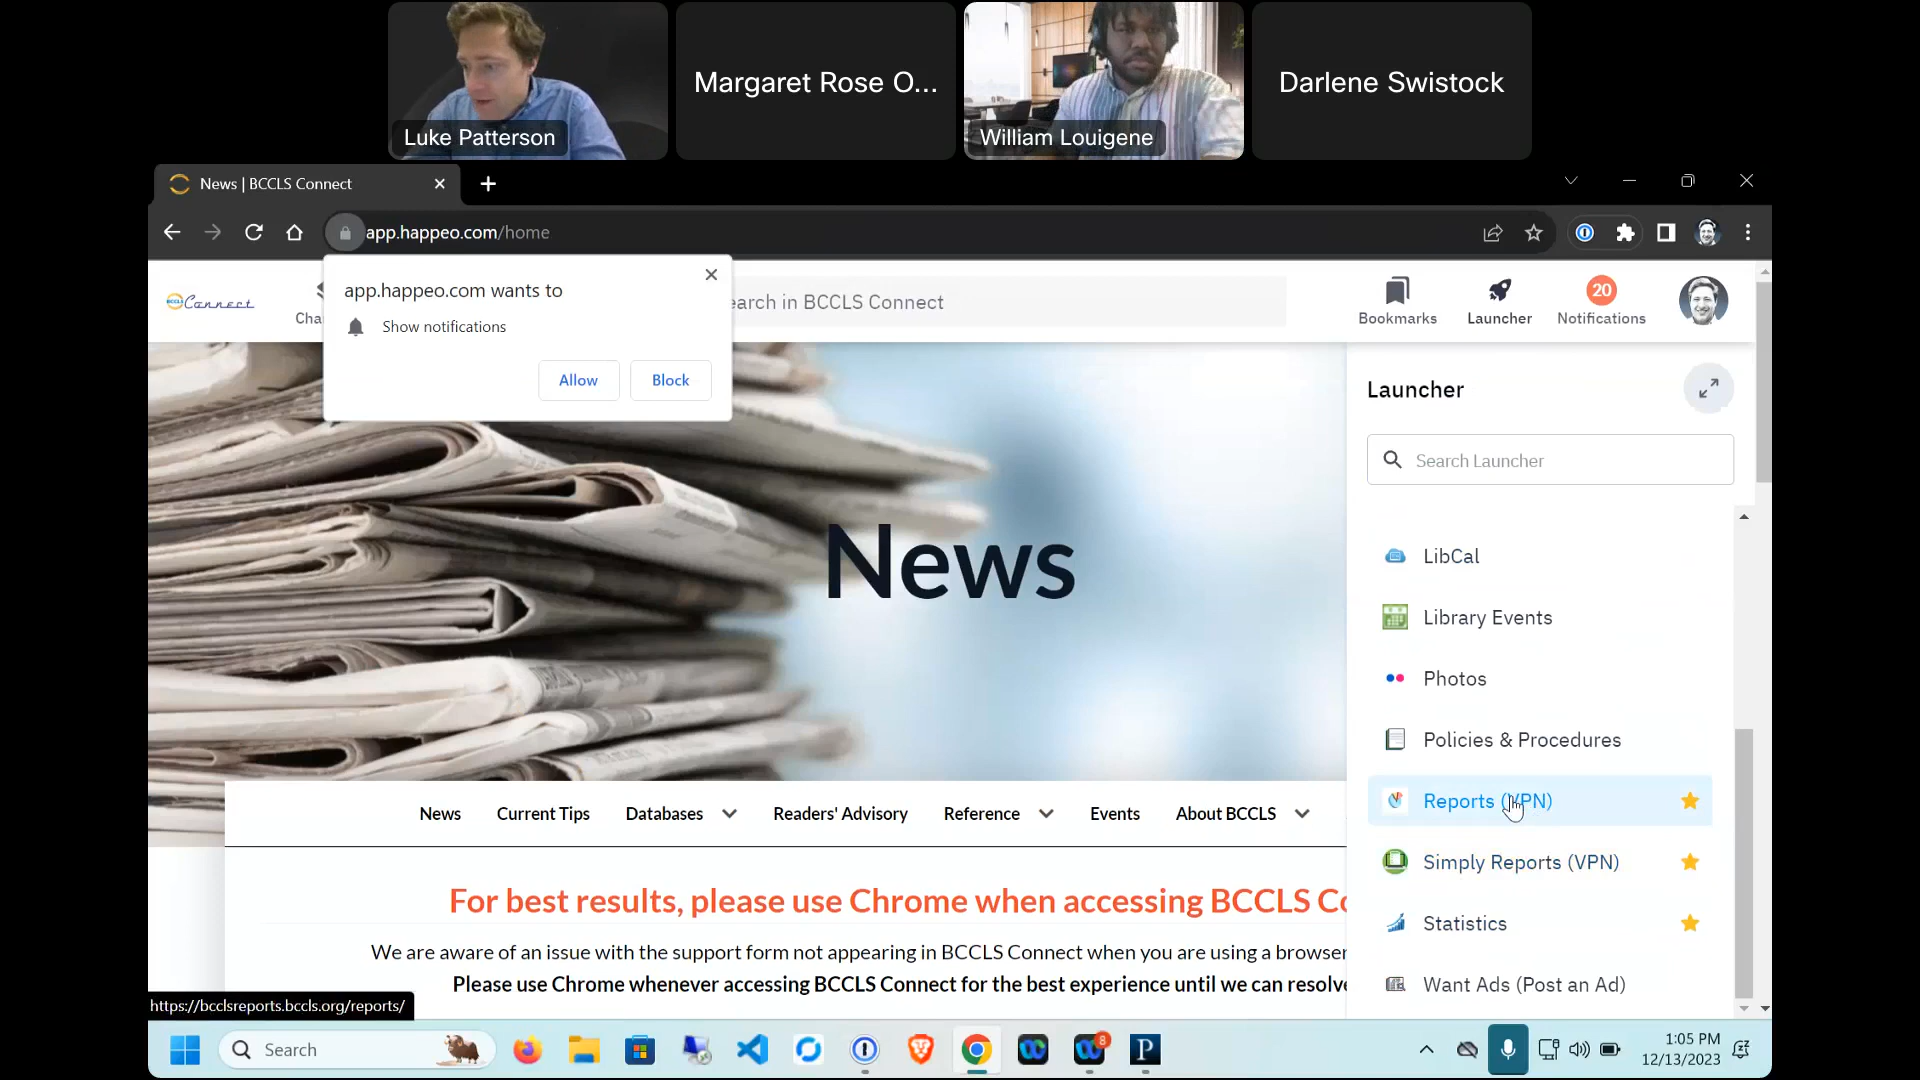 Luke Patterson
Margaret Rose O...
William Louigene
Darlene Swistock
News | BCCLS Connect
app.happeo.com/home
app.happeo.com wants to
Show notifications
Allow
Block
BCCLS Connect
Cha
earch in BCCLS Connect
Bookmarks
Launcher
20
Notifications
Launcher
Search Launcher
LibCal
Library Events
Photos
Policies & Procedures
Reports (VPN)
Simply Reports (VPN)
Statistics
Want Ads (Post an Ad)
News
News
Current Tips
Databases
Readers' Advisory
Reference
Events
About BCCLS
For best results, please use Chrome when accessing BCCLS Co
We are aware of an issue with the support form not appearing in BCCLS Connect when you are using a browser
Please use Chrome whenever accessing BCCLS Connect for the best experience until we can resolve
https://bcclsreports.bccls.org/reports/
Search
8
P
1:05 PM
12/13/2023